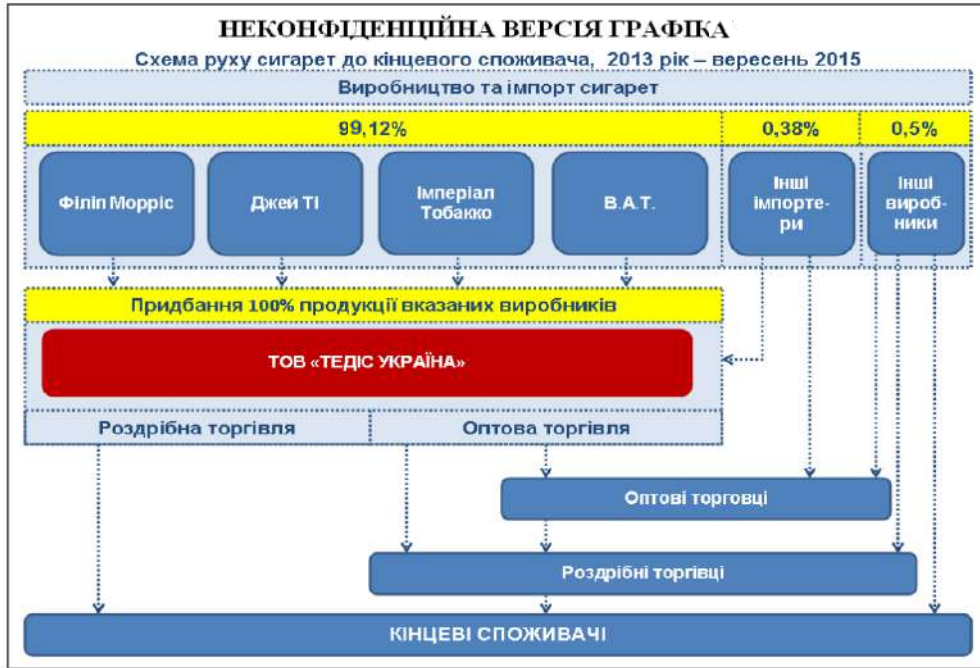 НЕКОНФІДЕНЦІЙНА ВЕРСІЯ ГРАФІКА
Схема руху сигарет до кінцевого споживача, 2013 рік – вересень 2015
Виробництво та імпорт сигарет
99,12%
0,38%
0,5%
Філіп Морріс
Джей Ті
Імперіал
Тобакко
В.А.Т.
Інші
імпорте-
ри
Інші
вироб-
ники
Придбання 100% продукції вказаних виробників
ТОВ «ТЕДІС УКРАЇНА»
Роздрібна торгівля
Оптова торгівля
Оптові торговці
Роздрібні торгівці
КІНЦЕВІ СПОЖИВАЧІ